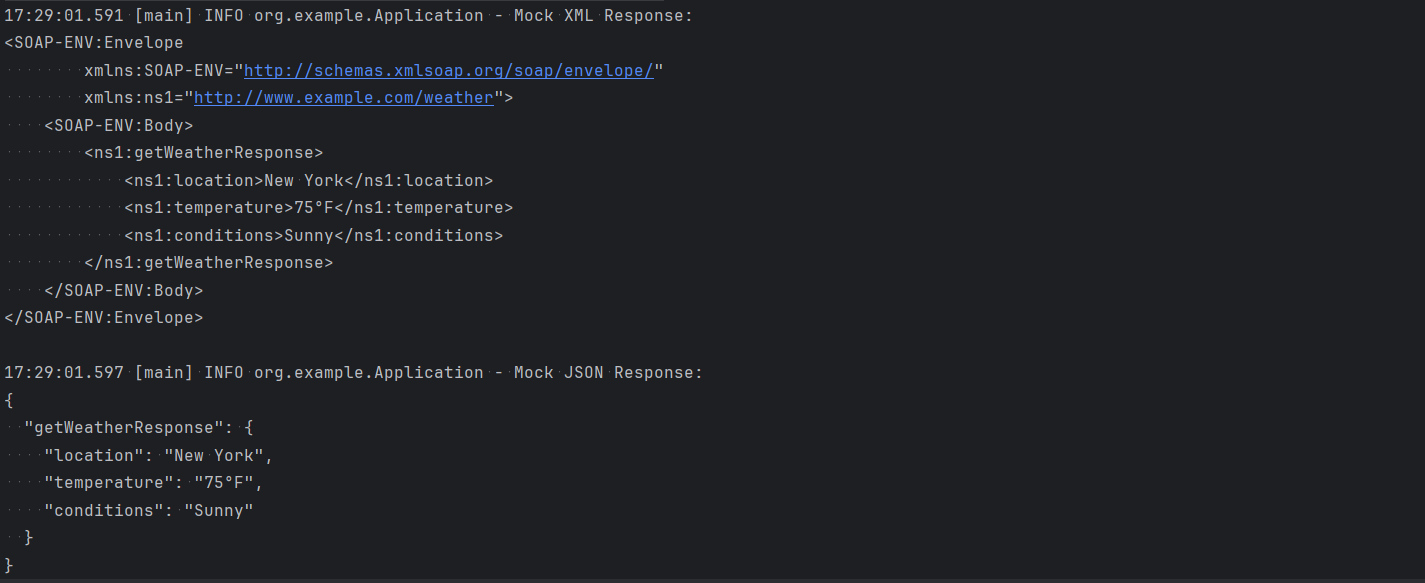 17:29:01.591 [main] INFO org.example.Application - Mock XML Response:
<SOAP-ENV:Envelope
        xmlns:SOAP-ENV="http://schemas.xmlsoap.org/soap/envelope/"
        xmlns:ns1="http://www.example.com/weather">
    <SOAP-ENV:Body>
        <ns1:getWeatherResponse>
            <ns1:location>New York</ns1:location>
            <ns1:temperature>75°F</ns1:temperature>
            <ns1:conditions>Sunny</ns1:conditions>
        </ns1:getWeatherResponse>
    </SOAP-ENV:Body>
</SOAP-ENV:Envelope>

17:29:01.597 [main] INFO org.example.Application - Mock JSON Response:
{
  "getWeatherResponse": {
    "location": "New York",
    "temperature": "75°F",
    "conditions": "Sunny"
  }
}